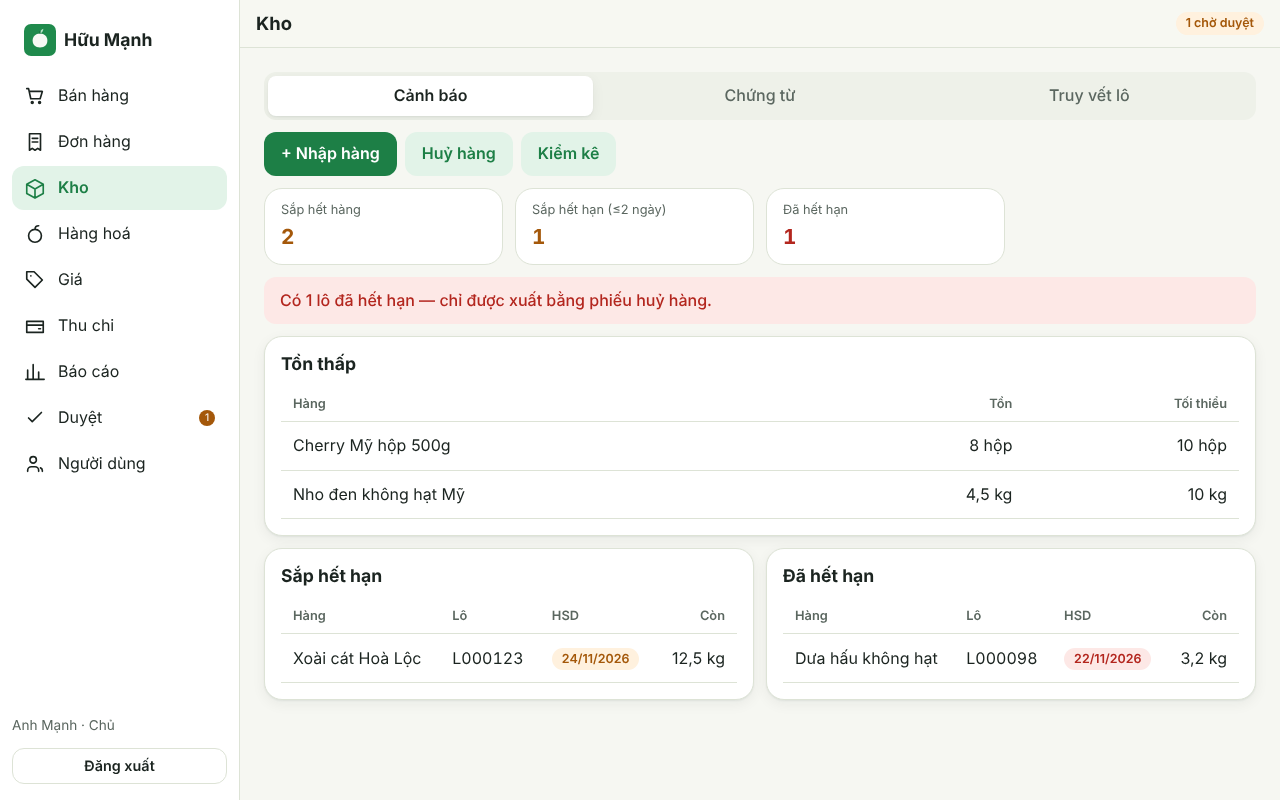 Hữu Mạnh
Bán hàng
Đơn hàng
Kho
Hàng hoá
Giá
Thu chi
Báo cáo
Duyệt 1
Người dùng
Anh Mạnh · Chủ
Đăng xuất
Kho 1 chờ duyệt
Cảnh báo Chứng từ Truy vết lô
+ Nhập hàng Huỷ hàng Kiểm kê
Sắp hết hàng Sắp hết hạn (≤2 ngày) Đã hết hạn
2 1 1
Có 1 lô đã hết hạn — chỉ được xuất bằng phiếu huỷ hàng.
Tồn thấp
Hàng Tồn Tối thiểu
Cherry Mỹ hộp 500g 8 hộp 10 hộp
Nho đen không hạt Mỹ 4,5 kg 10 kg
Sắp hết hạn
Hàng Lô HSD Còn
Xoài cát Hoà Lộc L000123 24/11/2026 12,5 kg
Đã hết hạn
Hàng Lô HSD Còn
Dưa hấu không hạt L000098 22/11/2026 3,2 kg